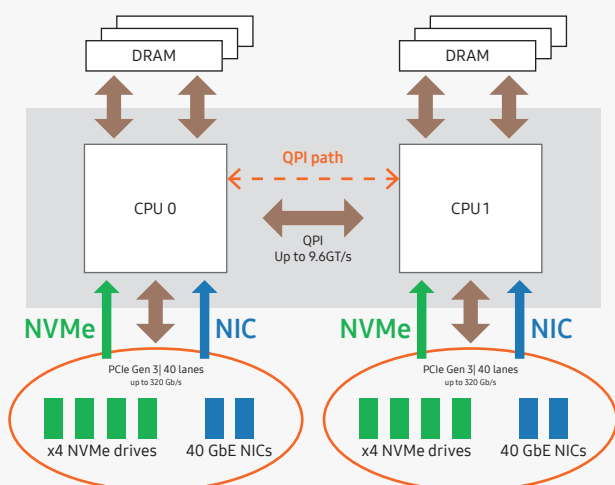 DRAM
DRAM
QPI path
CPU 0
CPU 1
QPI
Up to 9.6GT/s
NVMe
NIC
NVMe
NIC
PCIe Gen 3| 40 lanes
up to 320 Gb/s
PCIe Gen 3| 40 lanes
up to 320 Gb/s
x4 NVMe drives
40 GbE NICs
x4 NVMe drives
40 GbE NICs